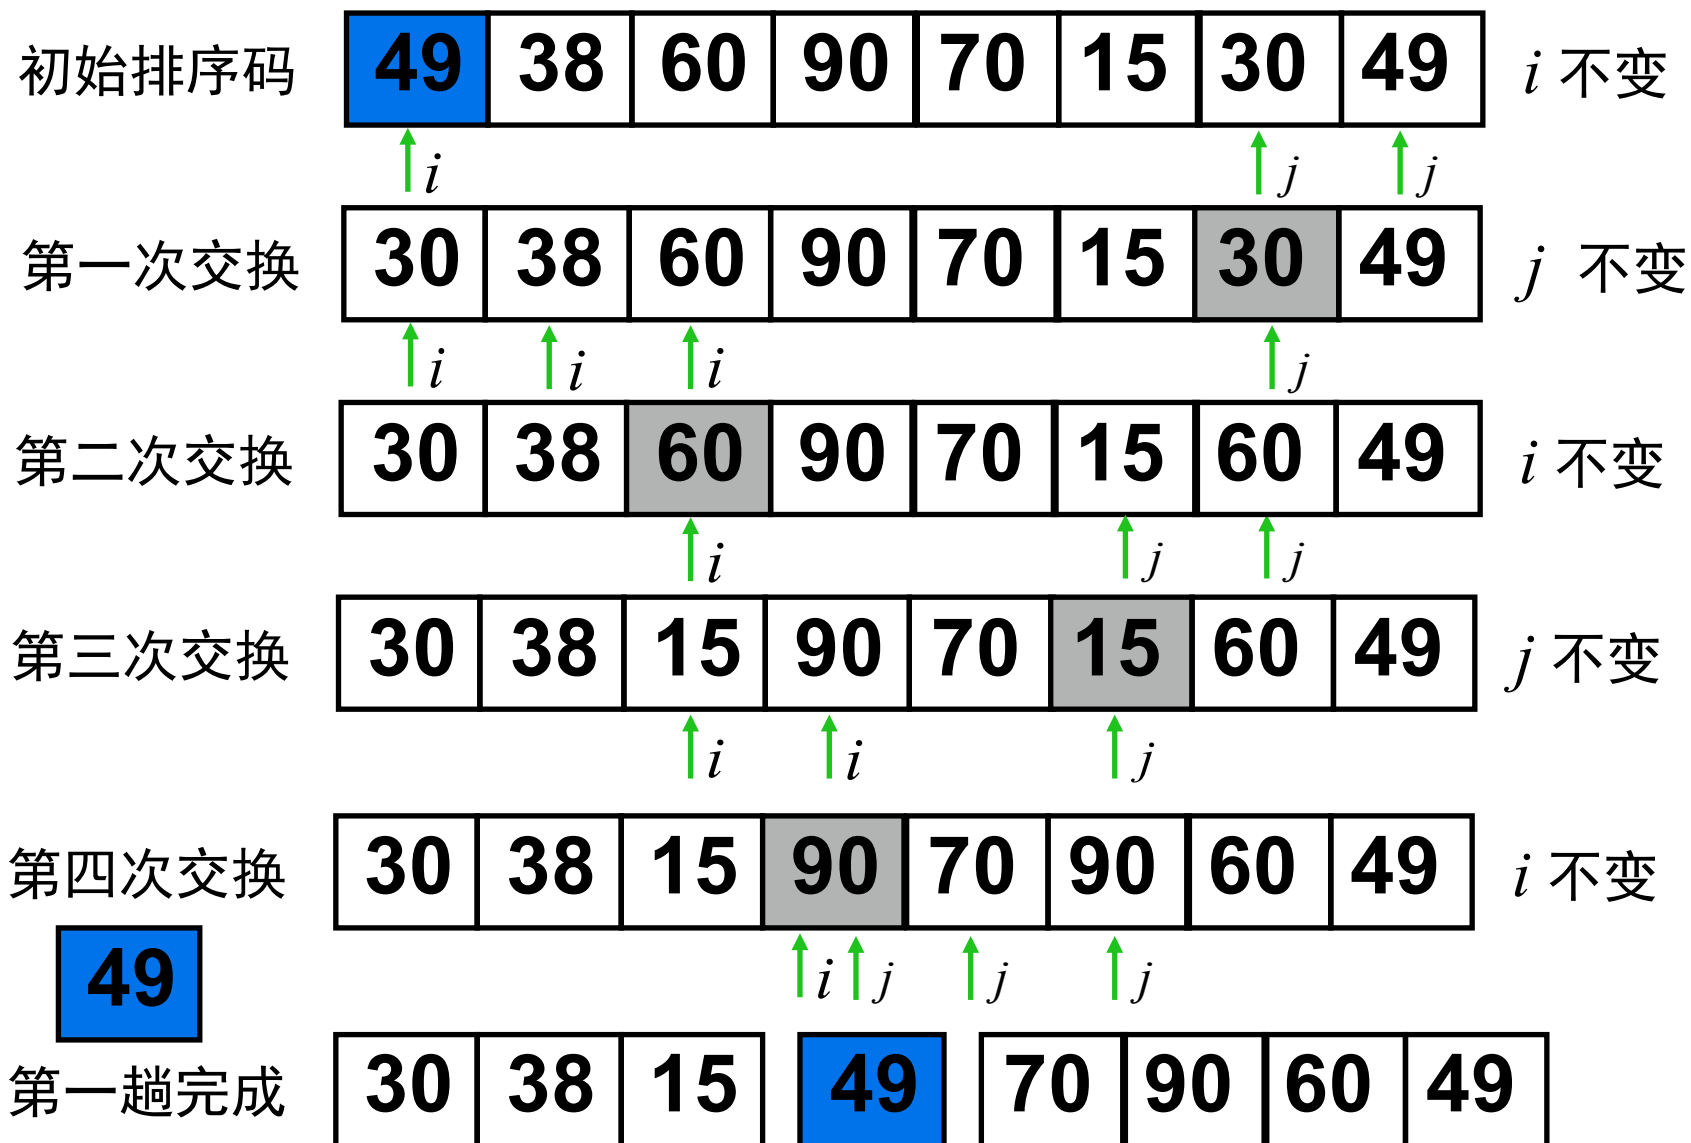 初始排序码 49 38 60 90 70 15 30 49 i 不变
i j j
第一次交换 30 38 60 90 70 15 30 49 j 不变
i i i j
第二次交换 30 38 60 90 70 15 60 49 i 不变
i j j
第三次交换 30 38 15 90 70 15 60 49 j 不变
i i j
第四次交换 30 38 15 90 70 90 60 49 i 不变
49 i j j j
第一趟完成 30 38 15 49 70 90 60 49